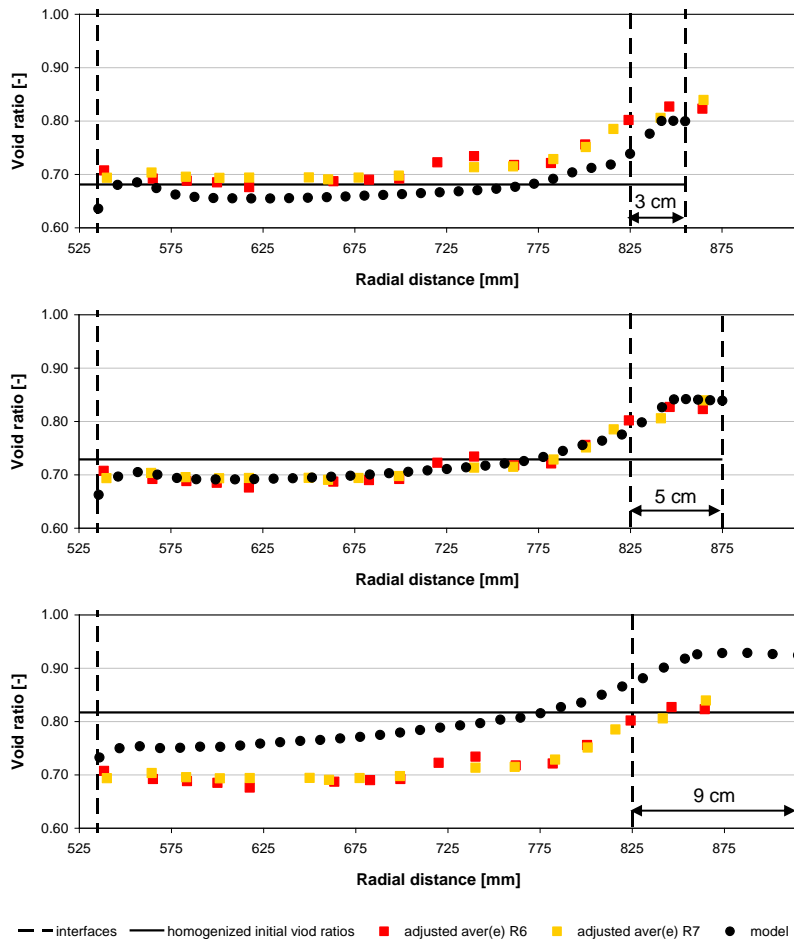 1.00
0.90
0.80
0.70
0.60
Void ratio [-]
3 cm
525 575 625 675 725 775 825 875
Radial distance [mm]
1.00
0.90
0.80
0.70
0.60
Void ratio [-]
5 cm
525 575 625 675 725 775 825 875
Radial distance [mm]
1.00
0.90
0.80
0.70
0.60
Void ratio [-]
9 cm
525 575 625 675 725 775 825 875
Radial distance [mm]
interfaces homogenized initial viod ratios adjusted aver(e) R6 adjusted aver(e) R7 model